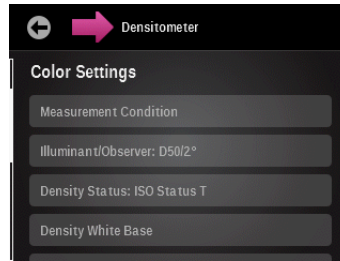 Densitometer
Color Settings
Measurement Condition
Illuminant/Observer: D50/2°
Density Status: ISO Status T
Density White Base